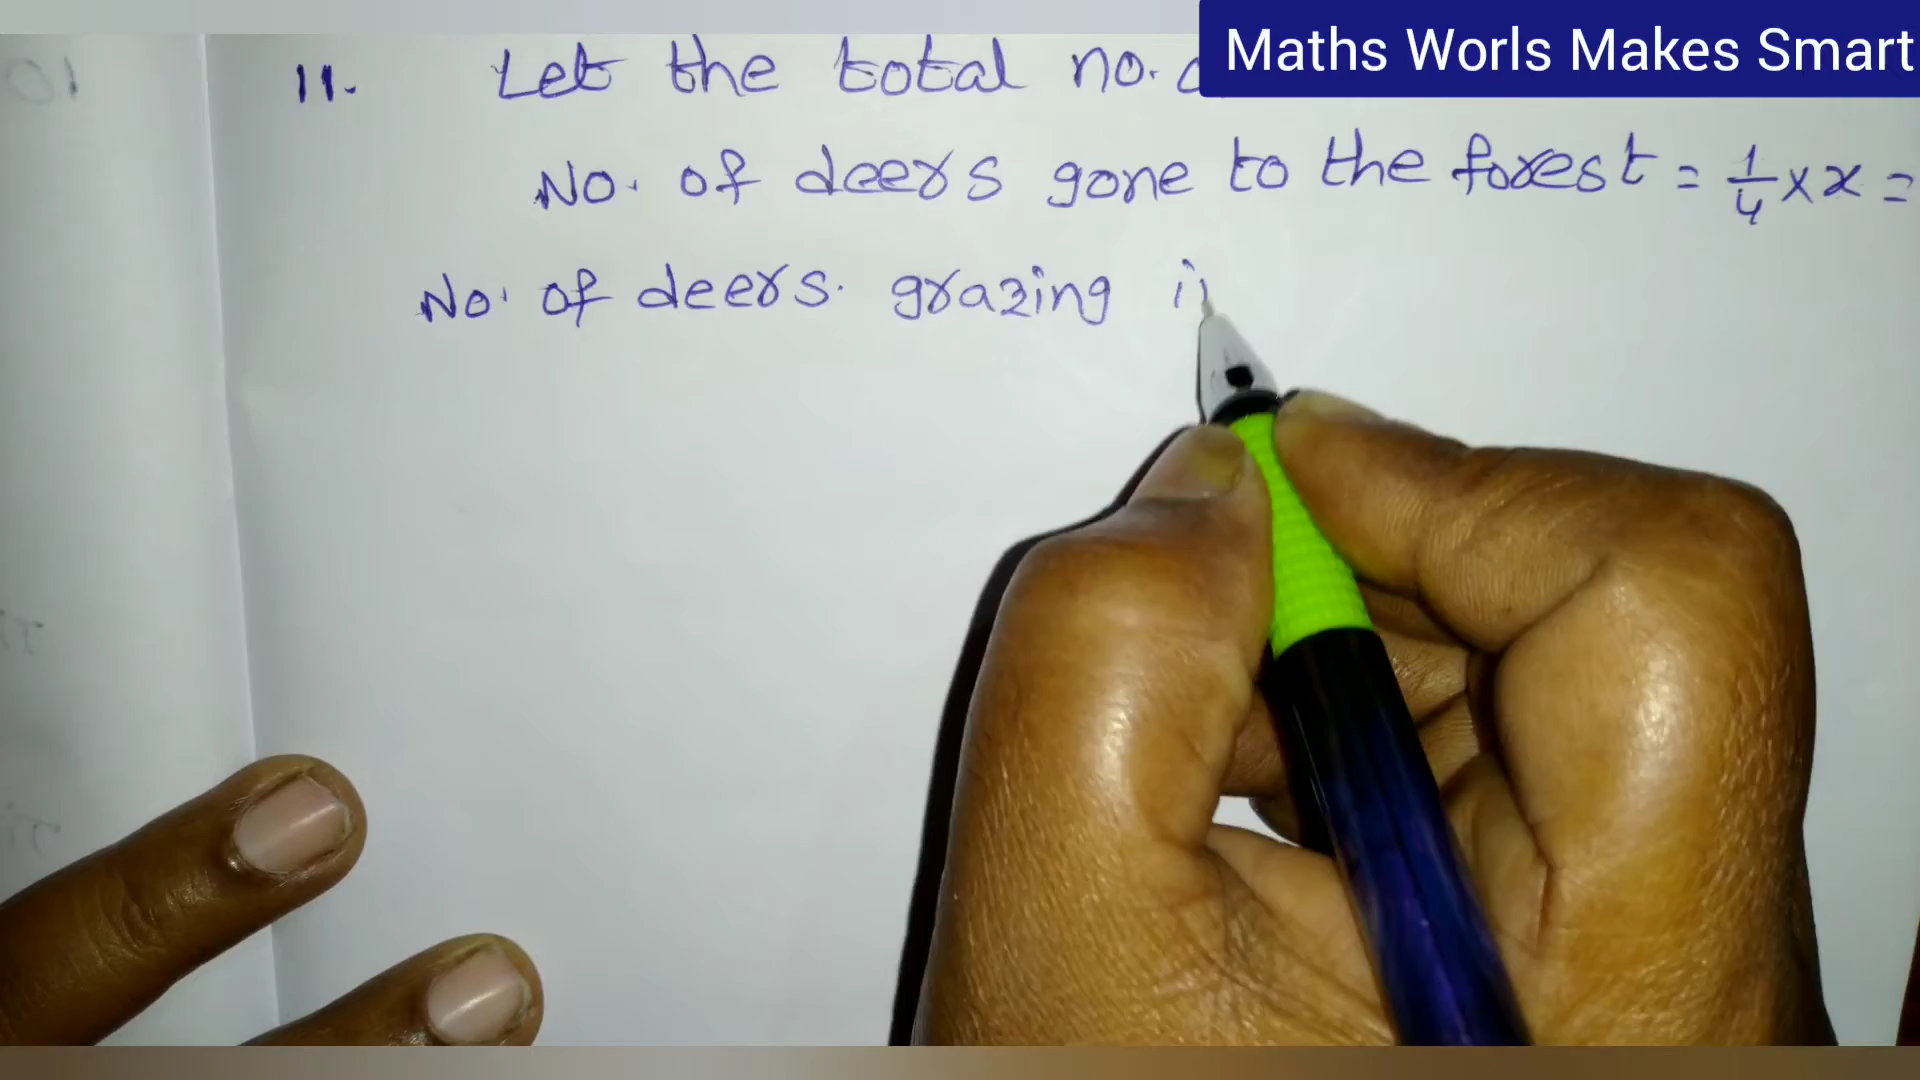 Maths Worls Makes Smart
11. Let the total no.
No. of deers gone to the forest = 1/4 × x =
No. of deers. grazing